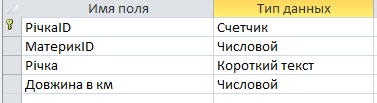 Имя поля Тип данных
РічкаID Счетчик
МатерикID Числовой
Річка Короткий текст
Довжина в км Числовой